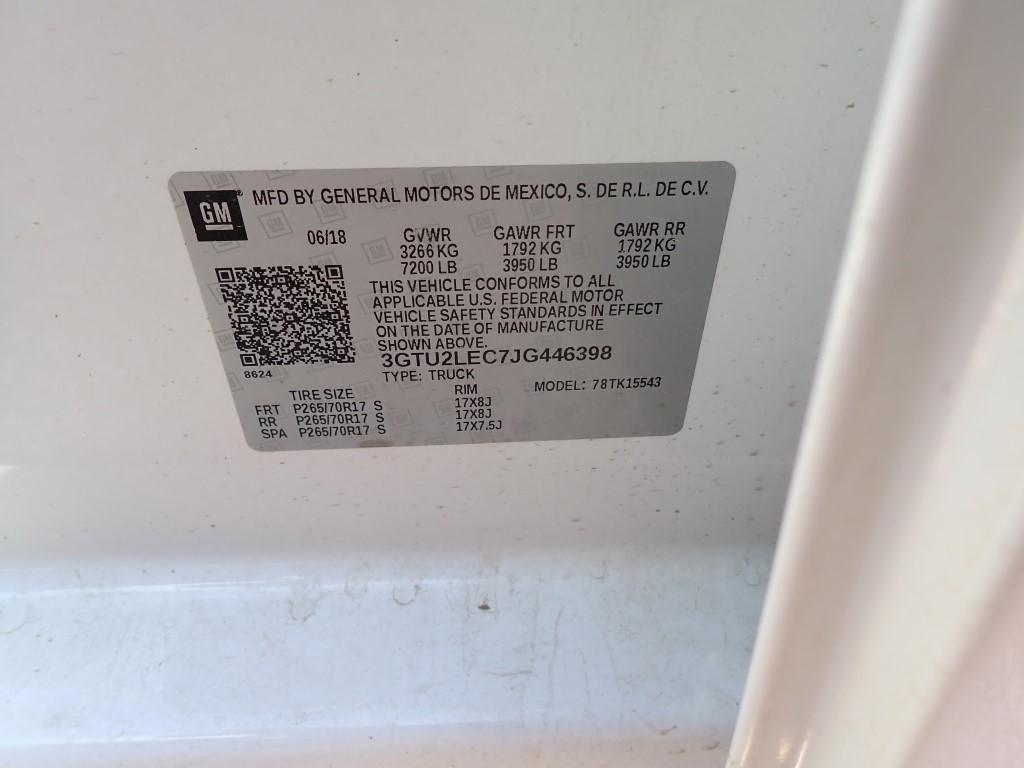 GM® MFD BY GENERAL MOTORS DE MEXICO, S. DE R.L. DE C.V.
06/18
GVWR GAWR FRT GAWR RR
3266 KG 1792 KG 1792 KG
7200 LB 3950 LB 3950 LB
THIS VEHICLE CONFORMS TO ALL
APPLICABLE U.S. FEDERAL MOTOR
VEHICLE SAFETY STANDARDS IN EFFECT
ON THE DATE OF MANUFACTURE
SHOWN ABOVE.
3GTU2LEC7JG446398
8624
TYPE: TRUCK MODEL: 78TK15543
TIRE SIZE RIM
FRT P265/70R17 S 17X8J
RR P265/70R17 S 17X8J
SPA P265/70R17 S 17X7.5J